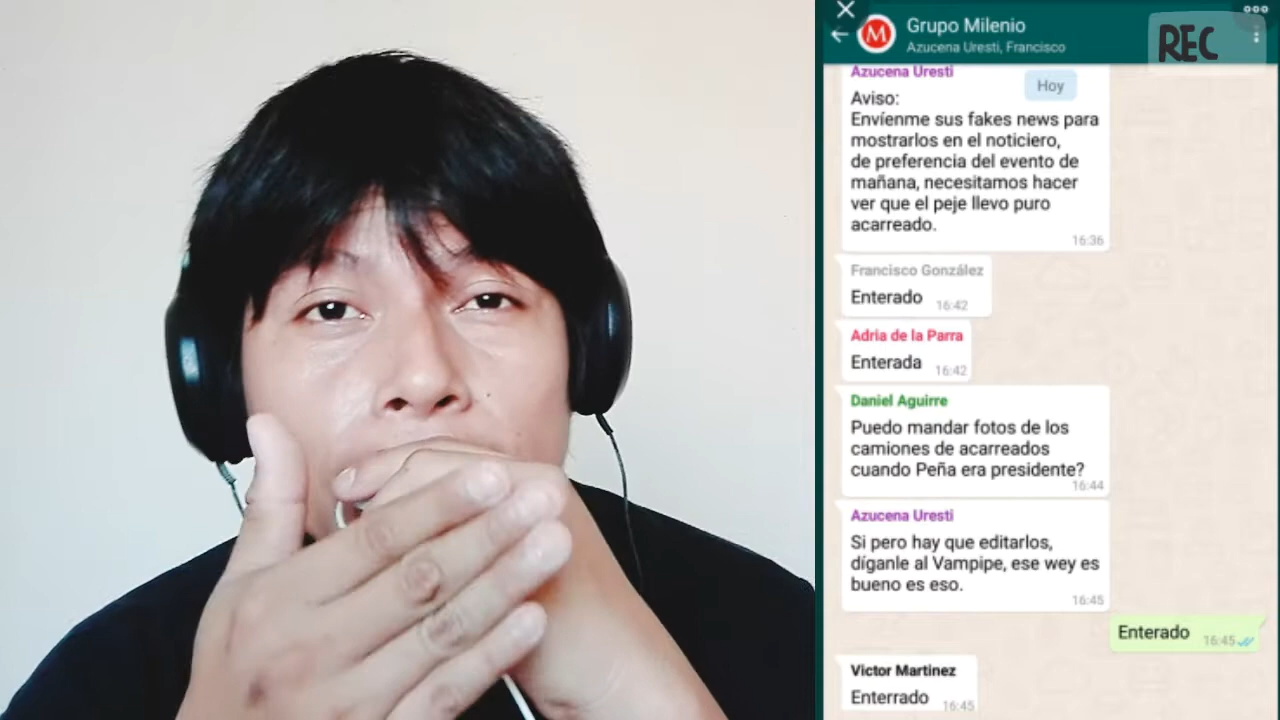 Grupo Milenio
Azucena Uresti, Francisco
REC
Azucena Uresti
Hoy
Aviso:
Envíenme sus fakes news para
mostrarlos en el noticiero,
de preferencia del evento de
mañana, necesitamos hacer
ver que el peje llevo puro
acarreado.
16:36
Francisco González
Enterado 16:42
Adria de la Parra
Enterada 16:42
Daniel Aguirre
Puedo mandar fotos de los
camiones de acarreados
cuando Peña era presidente?
16:44
Azucena Uresti
Si pero hay que editarlos,
díganle al Vampipe, ese wey es
bueno es eso.
16:45
Enterado 16:45
Victor Martinez
Enterrado 16:45